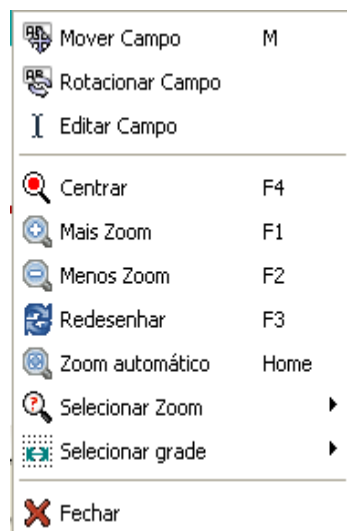 Mover Campo M
Rotacionar Campo
Editar Campo
Centrar F4
Mais Zoom F1
Menos Zoom F2
Redesenhar F3
Zoom automático Home
Selecionar Zoom
Selecionar grade
Fechar